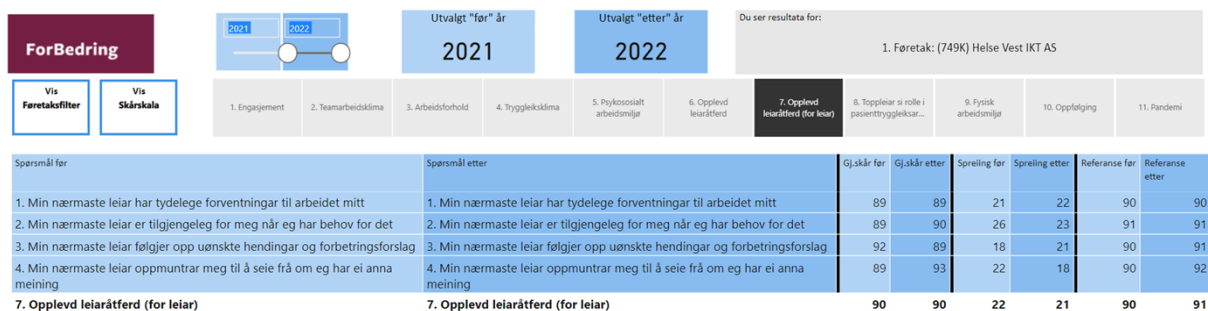 ForBedring
2021
2022
Utvalgt "før" år
2021
Utvalgt "etter" år
2022
Du ser resultata for:
1. Føretak: (749K) Helse Vest IKT AS
Vis
Føretaksfilter
Vis
Skårskala
1. Engasjement
2. Teamarbeidsklima
3. Arbeidsforhold
4. Tryggleiksklima
5. Psykososialt
arbeidsmiljø
6. Opplevd
leiaråtferd
7. Opplevd
leiaråtferd (for leiar)
8. Toppleiar si rolle i
pasienttryggleiksar...
9. Fysisk
arbeidsmiljø
10. Oppfølging
11. Pandemi
Spørsmål før Spørsmål etter Gj.skår før Gj.skår etter Spreiing før Spreiing etter Referanse før Referanse
etter
1. Min nærmaste leiar har tydelege forventningar til arbeidet mitt 1. Min nærmaste leiar har tydelege forventningar til arbeidet mitt 89 89 21 22 90 90
2. Min nærmaste leiar er tilgjengeleg for meg når eg har behov for det 2. Min nærmaste leiar er tilgjengeleg for meg når eg har behov for det 89 90 26 23 91 91
3. Min nærmaste leiar følgjer opp uønskte hendingar og forbetringsforslag 3. Min nærmaste leiar følgjer opp uønskte hendingar og forbetringsforslag 92 89 18 21 90 91
4. Min nærmaste leiar oppmuntrar meg til å seie frå om eg har ei anna 4. Min nærmaste leiar oppmuntrar meg til å seie frå om eg har ei anna 89 93 22 18 90 92
meining meining
7. Opplevd leiaråtferd (for leiar) 7. Opplevd leiaråtferd (for leiar) 90 90 22 21 90 91